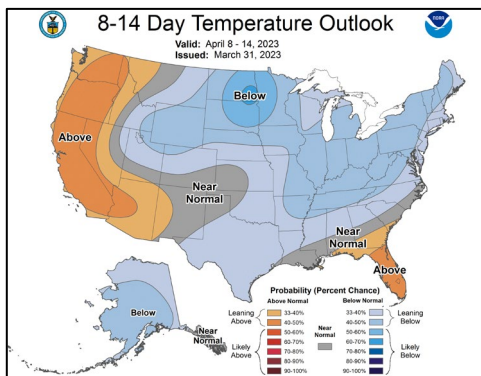 8-14 Day Temperature Outlook
Valid: April 8 - 14, 2023
Issued: March 31, 2023
NOAA
Below
Above
Near
Normal
Near
Normal
Above
Below
Near
Normal
Probability (Percent Chance)
Above Normal
Below Normal
Leaning
Above
33-40%
40-50%
Near
Normal
33-40%
40-50%
Leaning
Below
Likely
Above
50-60%
60-70%
70-80%
80-90%
90-100%
50-60%
60-70%
70-80%
80-90%
90-100%
Likely
Below